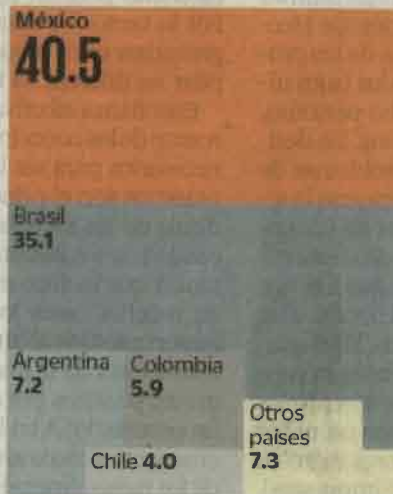 México
40.5
Brasil
35.1
Argentina Colombia
7.2 5.9
Otros
países
Chile 4.0 7.3